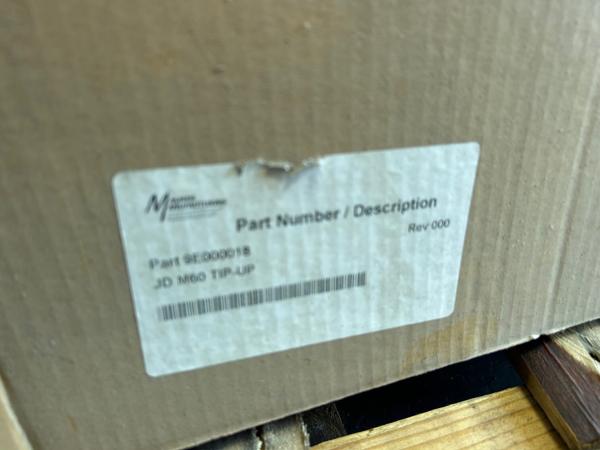 Part Number / Description
Rev 000
Part 9E000018
JD M60 TIP-UP